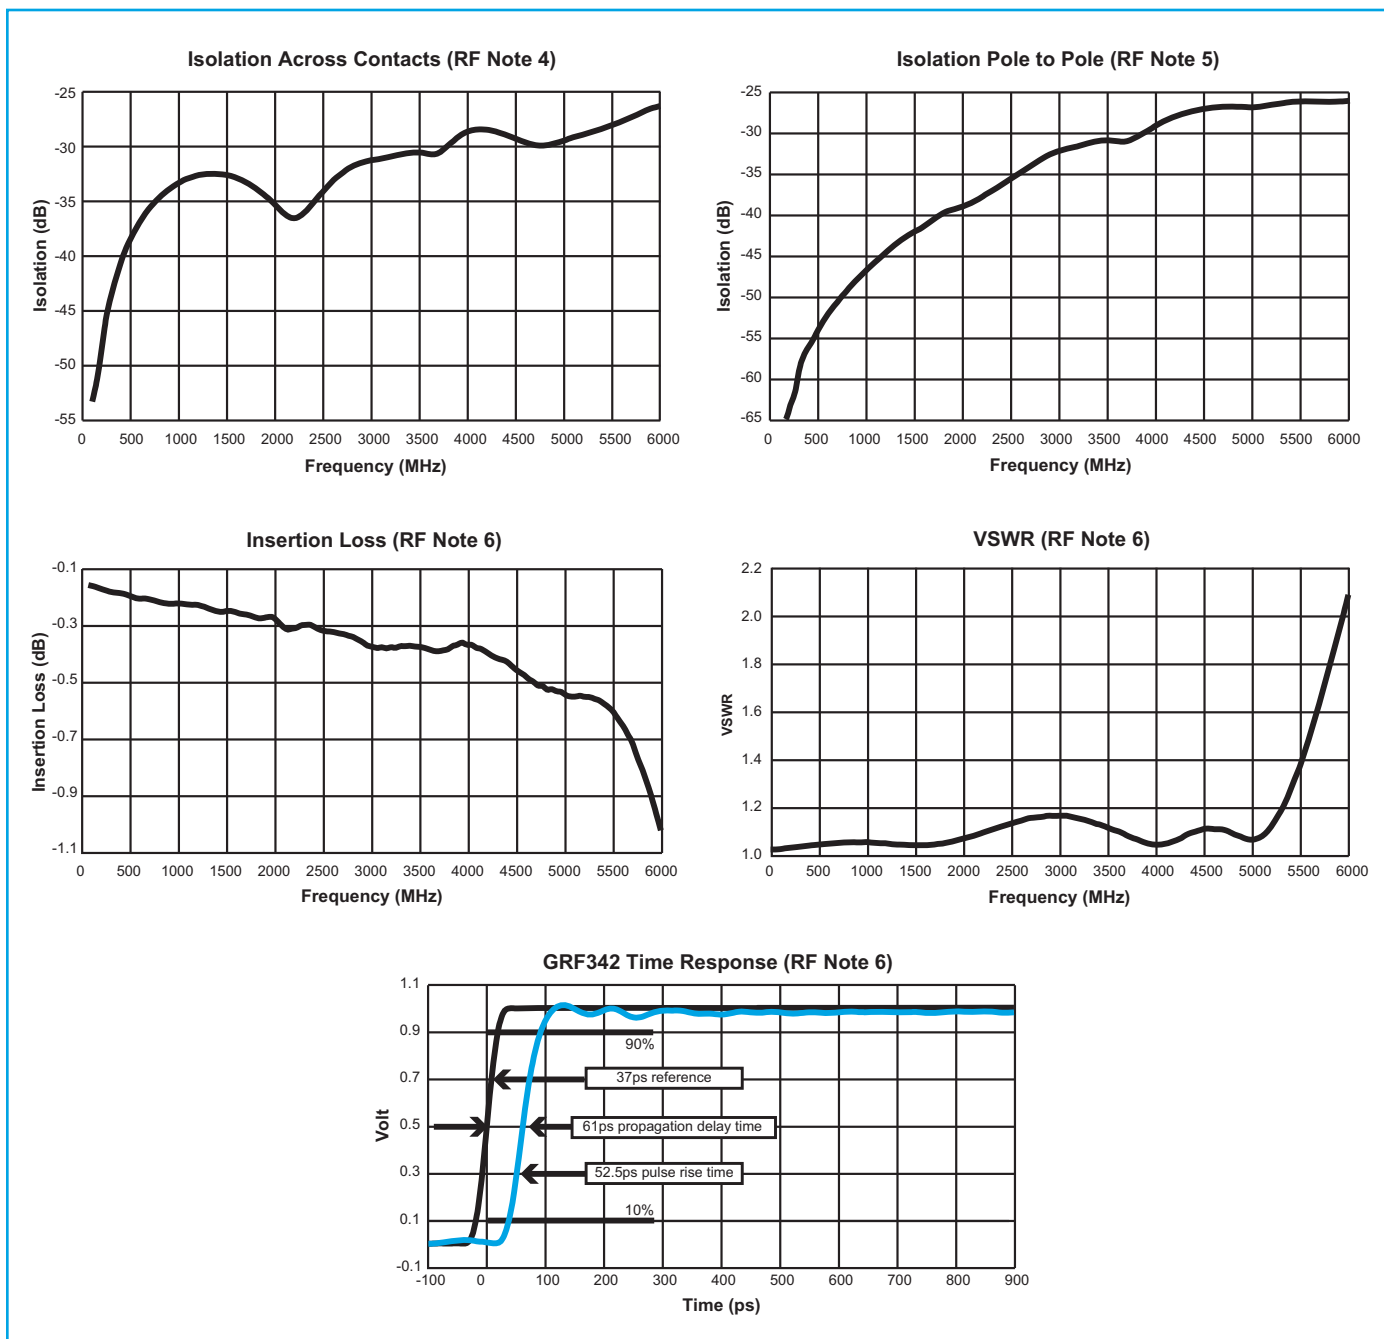 Isolation Across Contacts (RF Note 4)
Isolation (dB)
-25
-30
-35
-40
-45
-50
-55
0 500 1000 1500 2000 2500 3000 3500 4000 4500 5000 5500 6000
Frequency (MHz)
Isolation Pole to Pole (RF Note 5)
Isolation (dB)
-25
-30
-35
-40
-45
-50
-55
-60
-65
0 500 1000 1500 2000 2500 3000 3500 4000 4500 5000 5500 6000
Frequency (MHz)
Insertion Loss (RF Note 6)
Insertion Loss (dB)
-0.1
-0.3
-0.5
-0.7
-0.9
-1.1
0 500 1000 1500 2000 2500 3000 3500 4000 4500 5000 5500 6000
Frequency (MHz)
VSWR (RF Note 6)
VSWR
2.2
2.0
1.8
1.6
1.4
1.2
1.0
0 500 1000 1500 2000 2500 3000 3500 4000 4500 5000 5500 6000
Frequency (MHz)
GRF342 Time Response (RF Note 6)
Volt
1.1
0.9
0.7
0.5
0.3
0.1
-0.1
90%
37ps reference
61ps propagation delay time
52.5ps pulse rise time
10%
-100 0 100 200 300 400 500 600 700 800 900
Time (ps)